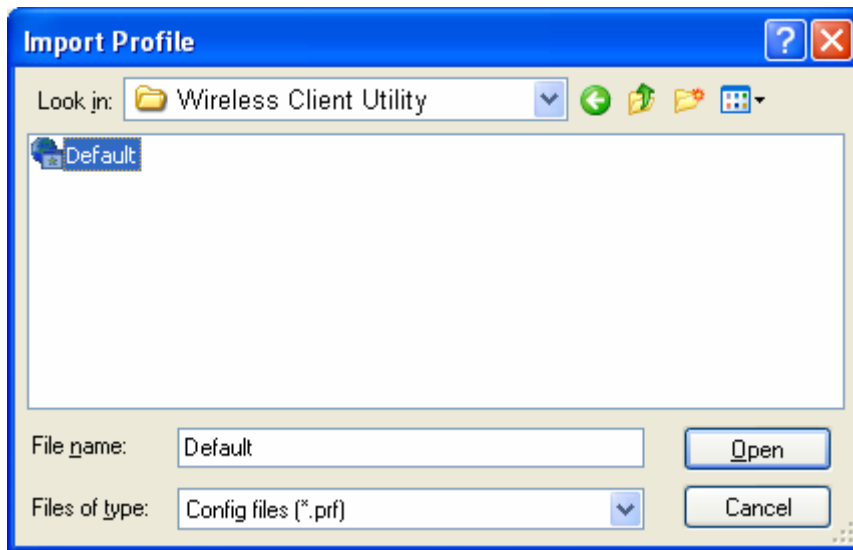 Import Profile
Look in: Wireless Client Utility
Default
File name: Default Open
Files of type: Config files (*.prf) Cancel